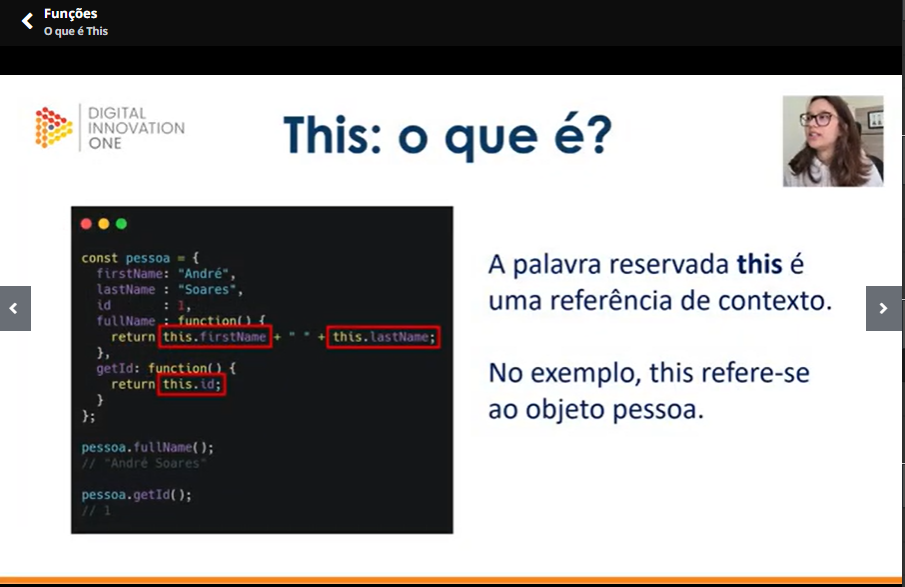 Funções
O que é This
DIGITAL
INNOVATION
ONE
This: o que é?
const pessoa = {
firstName: "André",
lastName : "Soares",
id : 1,
fullName : function() {
return this.firstName + " " + this.lastName;
},
getId: function() {
return this.id;
}
};
pessoa.fullName();
// "André Soares"
pessoa.getId();
// 1
A palavra reservada this é
uma referência de contexto.
No exemplo, this refere-se
ao objeto pessoa.